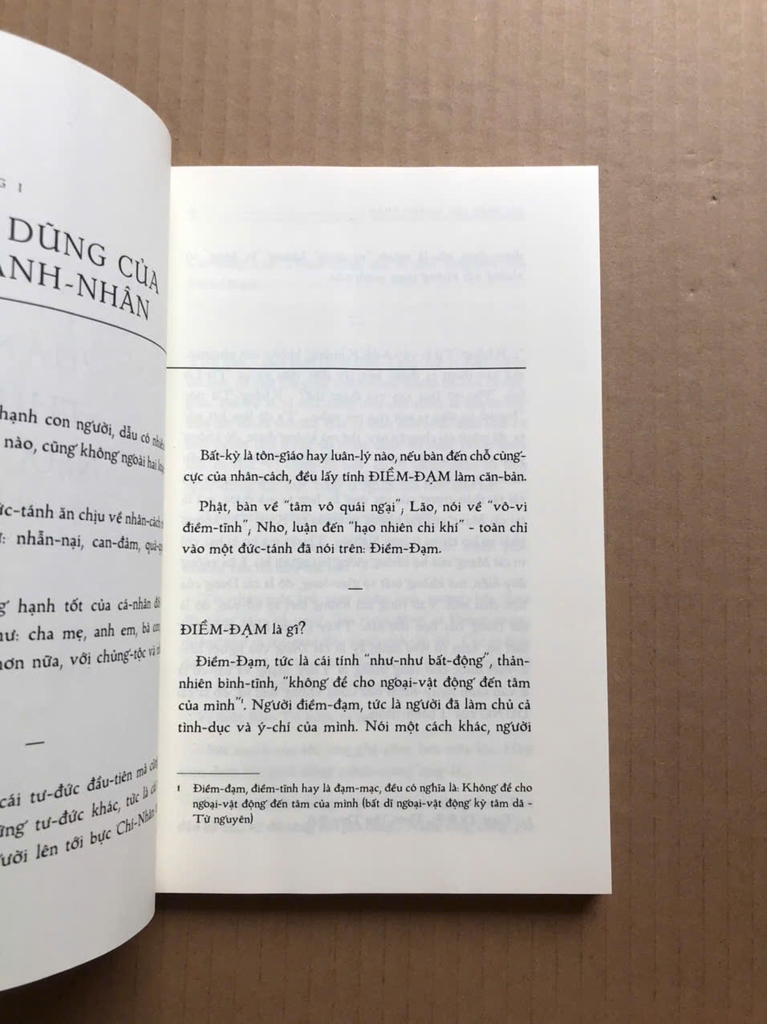 G I
DŨNG CỦA
ANH-NHÂN
hạnh con người, dẫu có
nào, cũng không ngoài hai
ức-tánh ăn chịu về nhân-cách
ư: nhẫn-nại, can-đảm,
hạnh tốt của cá-nhân
như: cha mẹ, anh em, bà
hơn nữa, với chủng-tộc
—
cái tư-đức đầu-tiên mà
ững tư-đức khác, tức là
ười lên tới bực Chí-Nhân
Bất-kỳ là tôn-giáo hay luân-lý nào, nếu bàn đến chỗ cùng-
cực của nhân-cách, đều lấy tính ĐIỀM-ĐẠM làm căn-bản.
Phật, bàn về "tâm vô quái ngại"; Lão, nói về "vô-vi
điềm-tĩnh"; Nho, luận đến "hạo nhiên chi khí" - toàn chỉ
vào một đức-tánh đã nói trên: Điềm-Đạm.
—
ĐIỀM-ĐẠM là gì?
Điềm-Đạm, tức là cái tính "như-như bất-động", thản-
nhiên bình-tĩnh, "không để cho ngoại-vật động đến tâm
của mình"¹. Người điềm-đạm, tức là người đã làm chủ cả
tình-dục và ý-chí của mình. Nói một cách khác, người
1 Điềm-đạm, điềm-tĩnh hay là đạm-mạc, đều có nghĩa là: Không để cho
ngoại-vật động đến tâm của mình (bất dĩ ngoại-vật động kỳ tâm dã -
Từ nguyên)